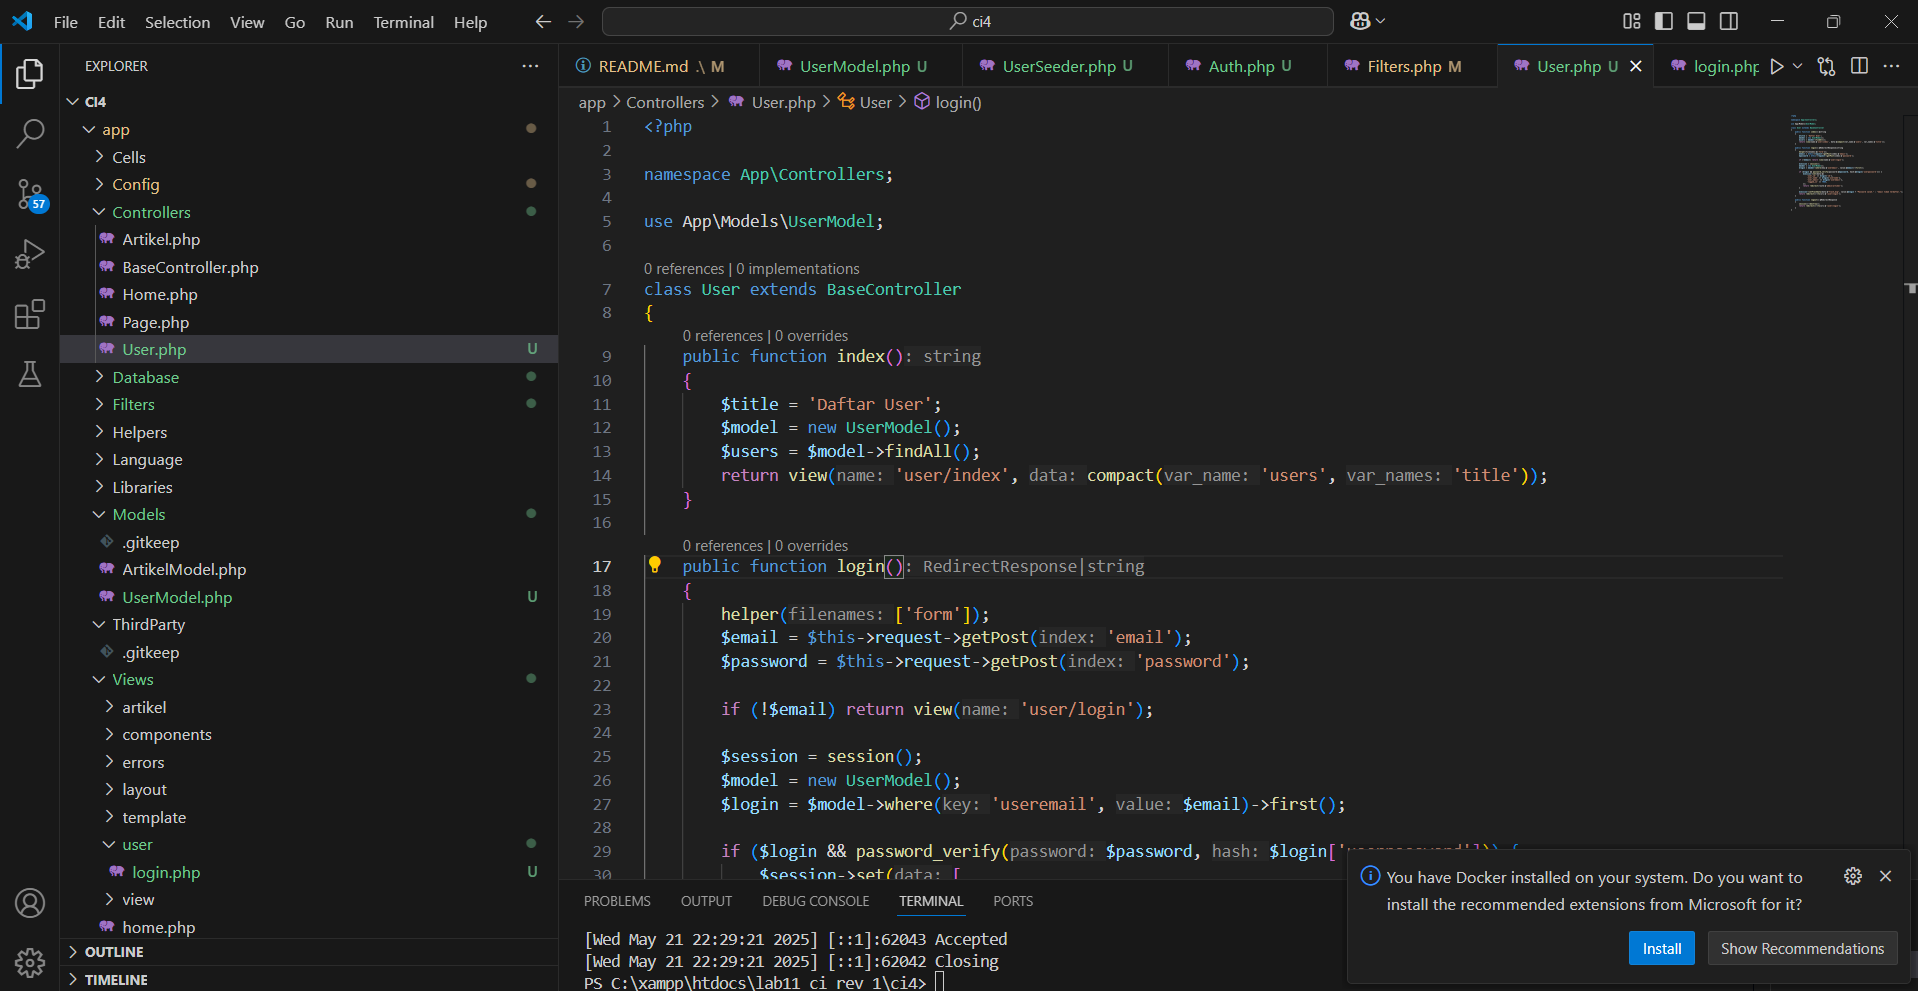 File Edit Selection View Go Run Terminal Help
ci4
EXPLORER
CI4
app
Cells
Config
Controllers
Artikel.php
BaseController.php
Home.php
Page.php
User.php U
Database
Filters
Helpers
Language
Libraries
Models
.gitkeep
ArtikelModel.php
UserModel.php U
ThirdParty
.gitkeep
Views
artikel
components
errors
layout
template
user
login.php U
view
home.php
OUTLINE
TIMELINE
57
README.md .\ M UserModel.php U UserSeeder.php U Auth.php U Filters.php M User.php U login.php
app > Controllers > User.php > User > login()
1 <?php
2
3 namespace App\Controllers;
4
5 use App\Models\UserModel;
6
0 references | 0 implementations
7 class User extends BaseController
8 {
0 references | 0 overrides
9 public function index(): string
10 {
11 $title = 'Daftar User';
12 $model = new UserModel();
13 $users = $model->findAll();
14 return view(name: 'user/index', data: compact(var_name: 'users', var_names: 'title'));
15 }
16
0 references | 0 overrides
17 public function login(): RedirectResponse|string
18 {
19 helper(filenames: ['form']);
20 $email = $this->request->getPost(index: 'email');
21 $password = $this->request->getPost(index: 'password');
22
23 if (!$email) return view(name: 'user/login');
24
25 $session = session();
26 $model = new UserModel();
27 $login = $model->where(key: 'useremail', value: $email)->first();
28
29 if ($login && password_verify(password: $password, hash: $login['
30 $session->set(data: [
PROBLEMS OUTPUT DEBUG CONSOLE TERMINAL PORTS
[Wed May 21 22:29:21 2025] [::1]:62043 Accepted
[Wed May 21 22:29:21 2025] [::1]:62042 Closing
PS C:\xampp\htdocs\lab11_ci_rev_1\ci4>
You have Docker installed on your system. Do you want to
install the recommended extensions from Microsoft for it?
Install Show Recommendations